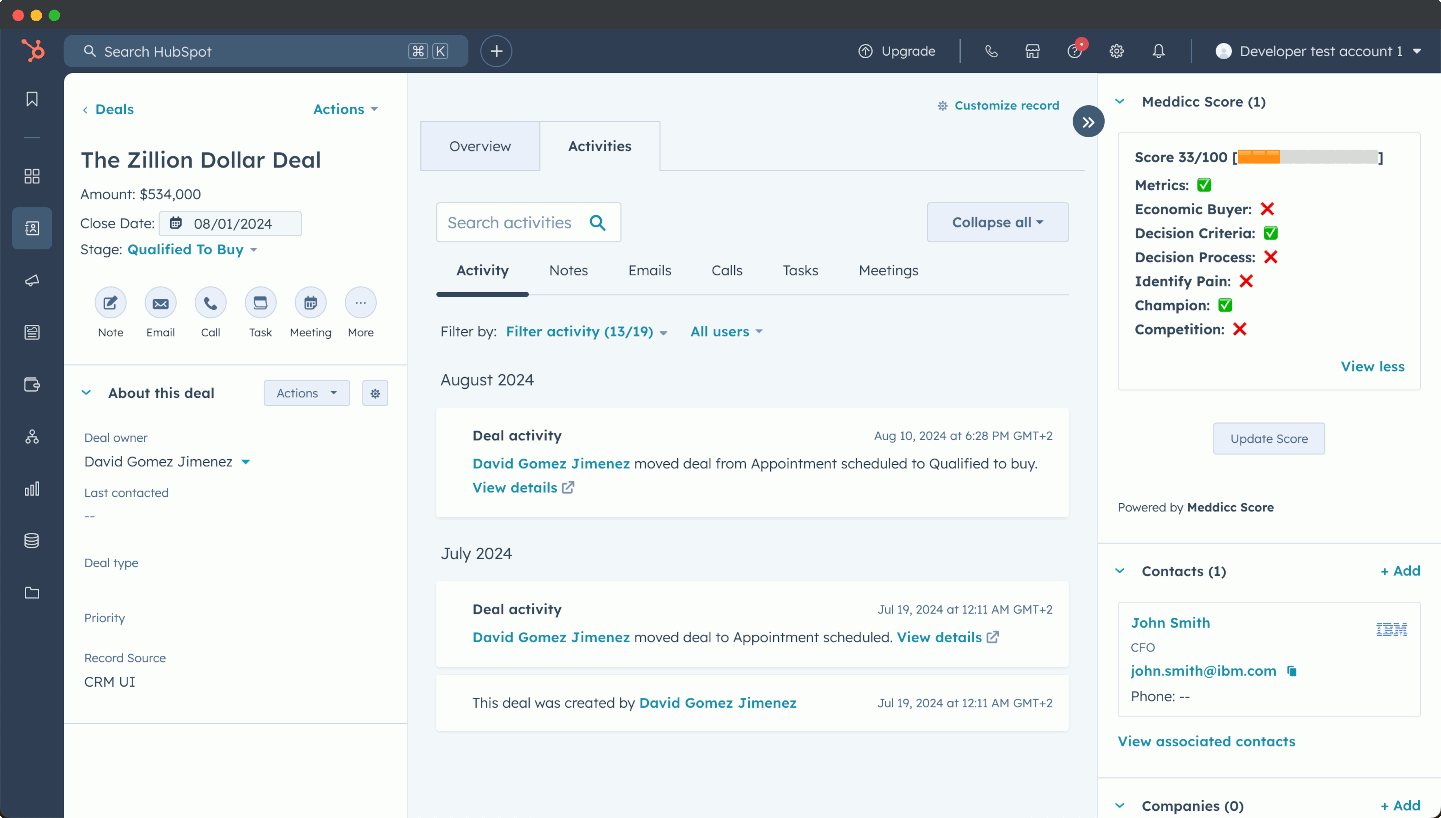 Search HubSpot ⌘ K
Upgrade
Developer test account 1
Deals
Actions
The Zillion Dollar Deal
Amount: $534,000
Close Date: 08/01/2024
Stage: Qualified To Buy
Note Email Call Task Meeting More
About this deal
Actions
Deal owner
David Gomez Jimenez
Last contacted
--
Deal type
Priority
Record Source
CRM UI
Customize record
Overview
Activities
Search activities
Collapse all
Activity Notes Emails Calls Tasks Meetings
Filter by: Filter activity (13/19) All users
August 2024
Deal activity Aug 10, 2024 at 6:28 PM GMT+2
David Gomez Jimenez moved deal from Appointment scheduled to Qualified to buy.
View details
July 2024
Deal activity Jul 19, 2024 at 12:11 AM GMT+2
David Gomez Jimenez moved deal to Appointment scheduled. View details
This deal was created by David Gomez Jimenez Jul 19, 2024 at 12:11 AM GMT+2
Meddicc Score (1)
Score 33/100 [🟧🟧🟧⬜⬜⬜⬜⬜⬜⬜]
Metrics: ✅
Economic Buyer: ❌
Decision Criteria: ✅
Decision Process: ❌
Identify Pain: ❌
Champion: ✅
Competition: ❌
View less
Update Score
Powered by Meddicc Score
Contacts (1)
+ Add
John Smith
IBM
CFO
john.smith@ibm.com
Phone: --
View associated contacts
Companies (0)
+ Add